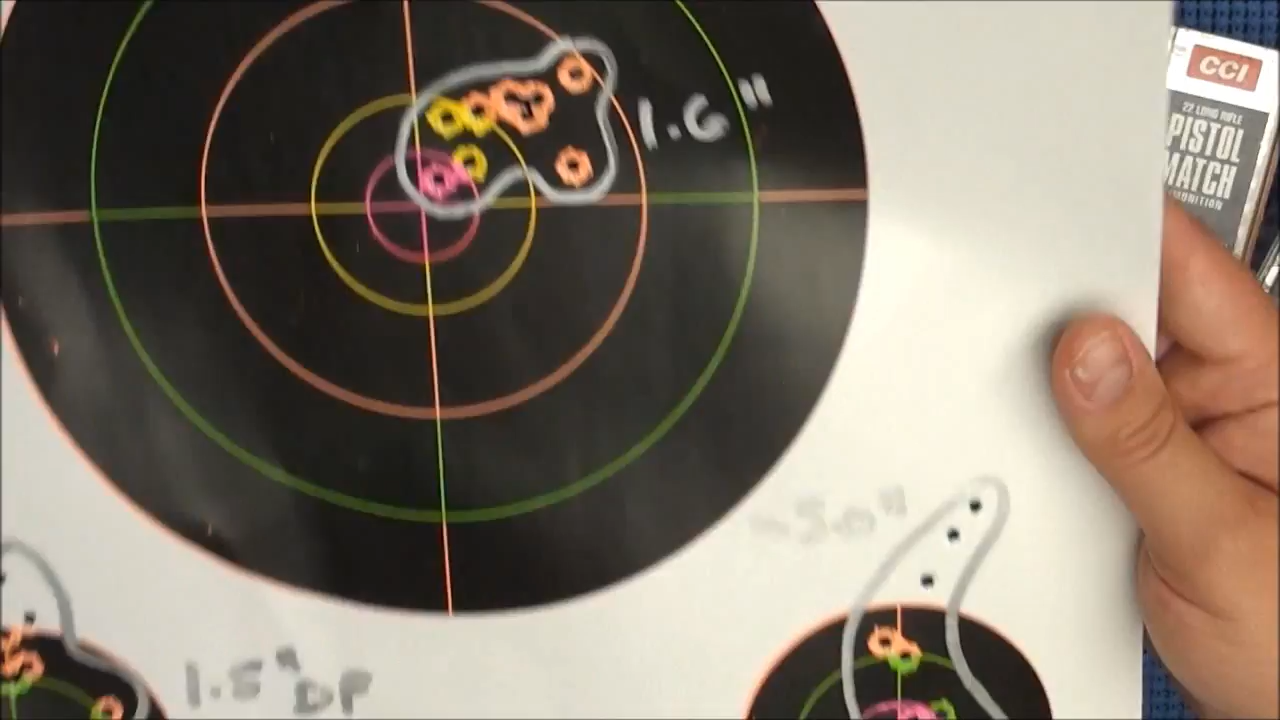 1.6"
CCI
22 LONG RIFLE
PISTOL
MATCH
1.5" DP